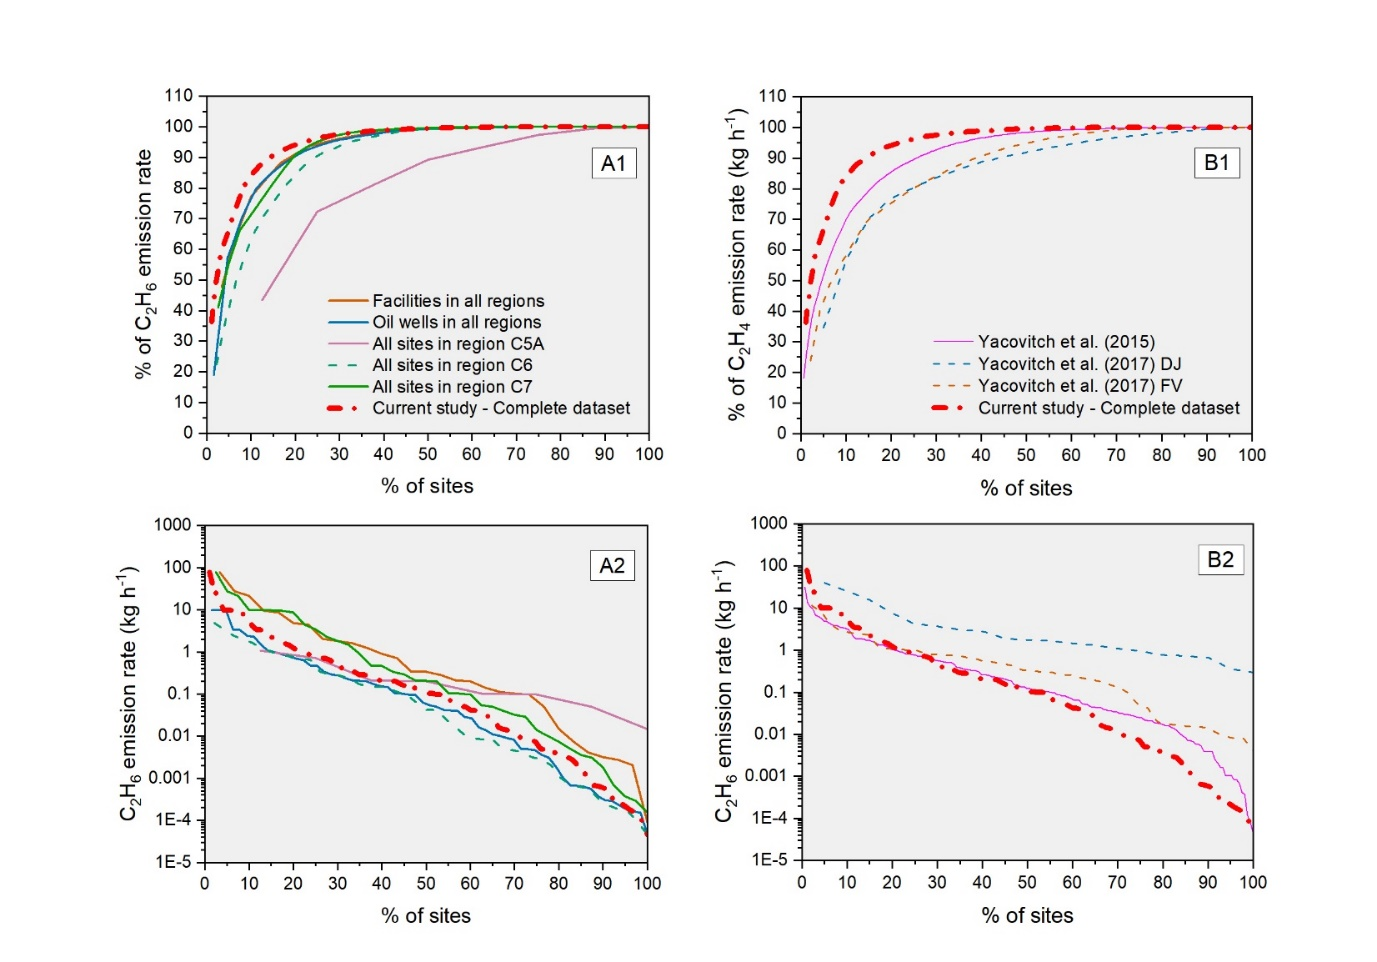 110
100
90
80
70
60
50
40
30
20
10
0
% of C2H6 emission rate
A1
Facilities in all regions
Oil wells in all regions
All sites in region C5A
All sites in region C6
All sites in region C7
Current study - Complete dataset
0 10 20 30 40 50 60 70 80 90 100
% of sites
110
100
90
80
70
60
50
40
30
20
10
0
% of C2H4 emission rate (kg h-1)
B1
Yacovitch et al. (2015)
Yacovitch et al. (2017) DJ
Yacovitch et al. (2017) FV
Current study - Complete dataset
0 10 20 30 40 50 60 70 80 90 100
% of sites
1000
100
10
1
0.1
0.01
0.001
1E-4
1E-5
C2H6 emission rate (kg h-1)
A2
0 10 20 30 40 50 60 70 80 90 100
% of sites
1000
100
10
1
0.1
0.01
0.001
1E-4
1E-5
C2H6 emission rate (kg h-1)
B2
0 10 20 30 40 50 60 70 80 90 100
% of sites